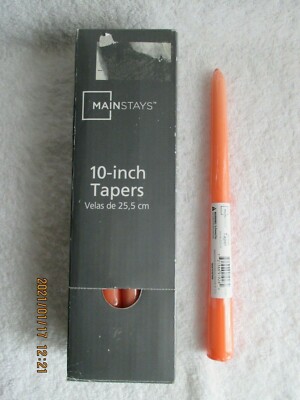 MAINSTAYS™
10-inch
Tapers
Velas de 25,5 cm
2021/01/17 12:21